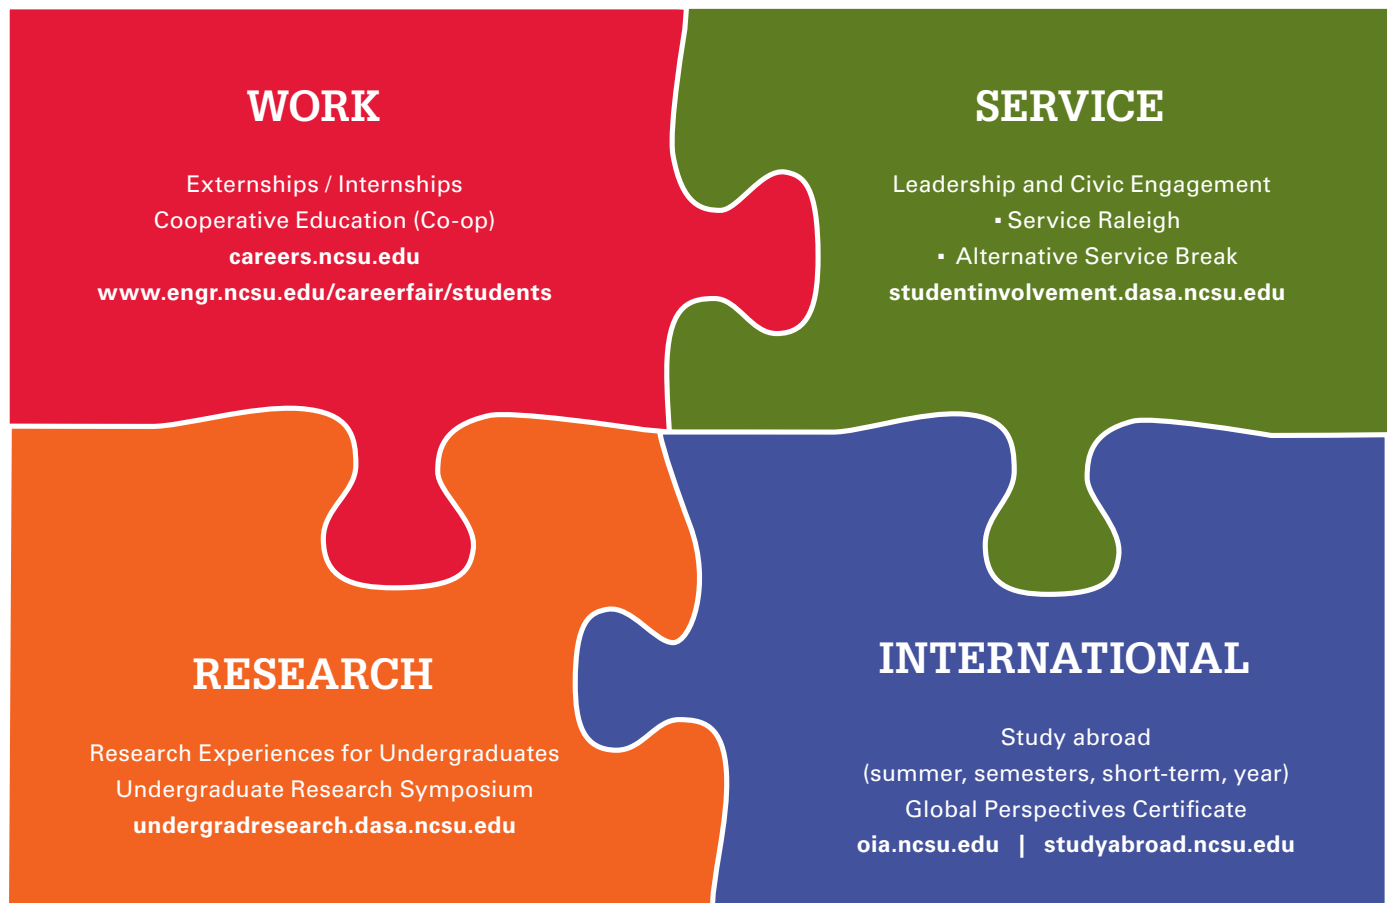 WORK
Externships / Internships
Cooperative Education (Co-op)
careers.ncsu.edu
www.engr.ncsu.edu/careerfair/students
SERVICE
Leadership and Civic Engagement
▪ Service Raleigh
▪ Alternative Service Break
studentinvolvement.dasa.ncsu.edu
RESEARCH
Research Experiences for Undergraduates
Undergraduate Research Symposium
undergradresearch.dasa.ncsu.edu
INTERNATIONAL
Study abroad
(summer, semesters, short-term, year)
Global Perspectives Certificate
oia.ncsu.edu | studyabroad.ncsu.edu